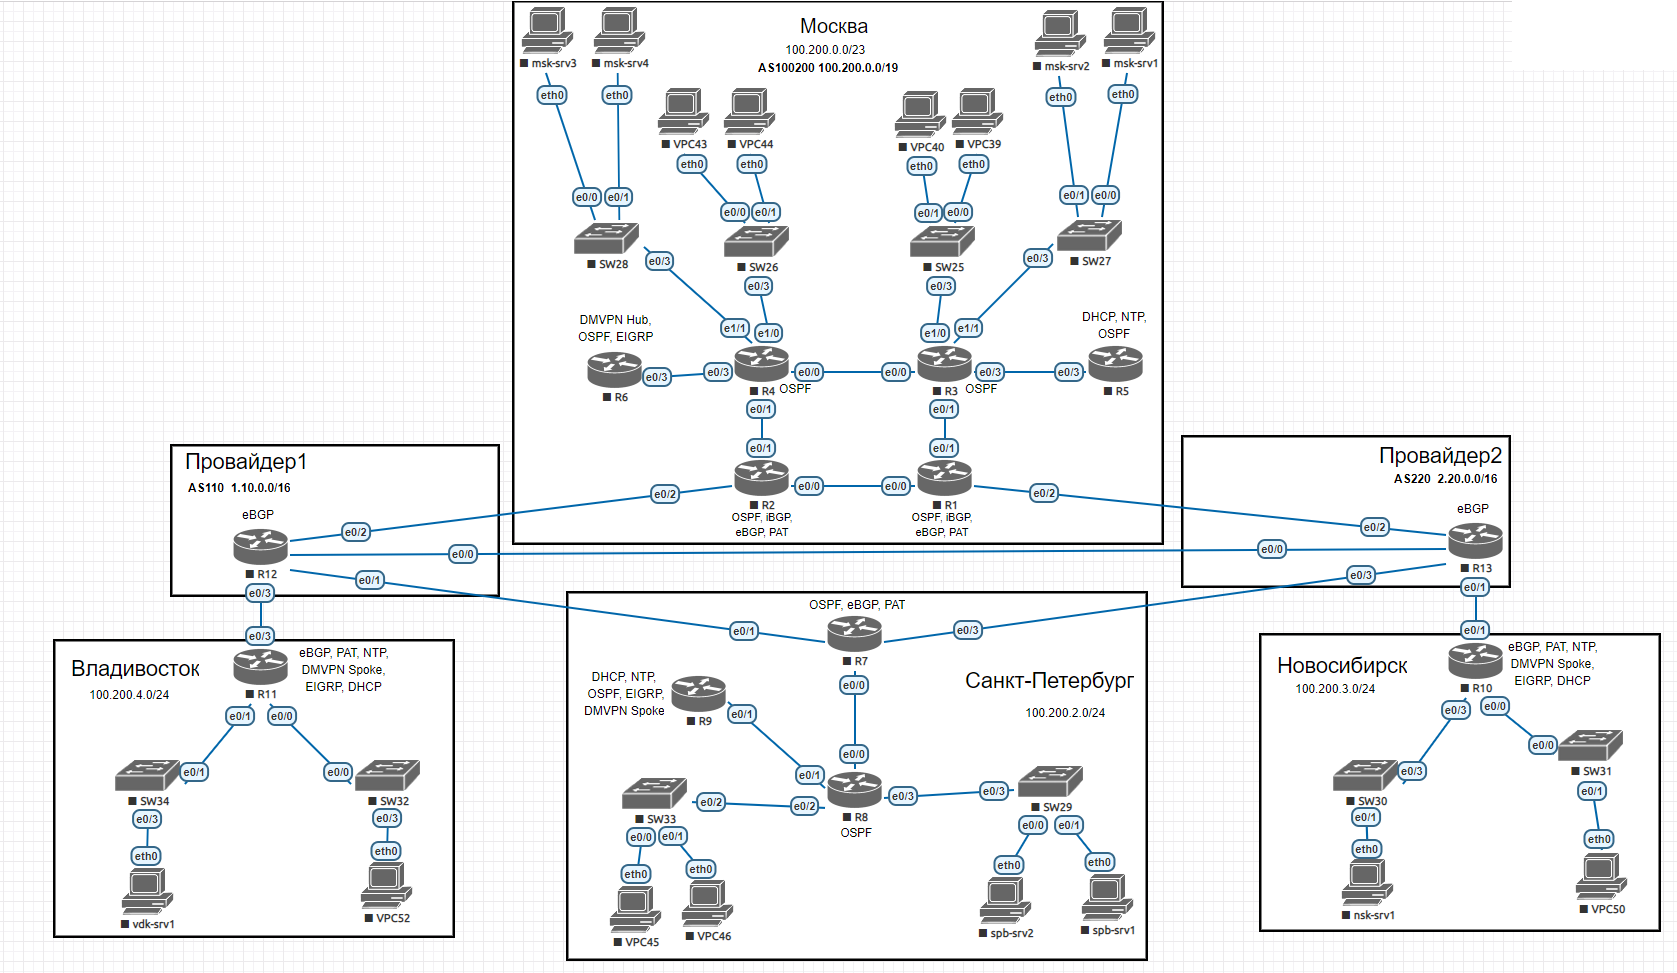 Москва
100.200.0.0/23
AS100200 100.200.0.0/19
msk-srv3
msk-srv4
msk-srv2
msk-srv1
eth0
eth0
eth0
eth0
VPC43
VPC44
VPC40
VPC39
eth0
eth0
eth0
eth0
e0/0
e0/1
e0/1
e0/0
e0/0
e0/1
e0/1
e0/0
SW28
SW26
SW25
SW27
e0/3
e0/3
e0/3
e0/3
DMVPN Hub,
OSPF, EIGRP
DHCP, NTP,
OSPF
e1/1
e1/0
e1/0
e1/1
R6
e0/3
e0/3
R4
OSPF
e0/0
e0/0
R3
OSPF
e0/3
e0/3
R5
e0/1
e0/1
e0/1
e0/1
e0/2
R2
OSPF, iBGP,
eBGP, PAT
e0/0
e0/0
R1
OSPF, iBGP,
eBGP, PAT
e0/2
Провайдер1
AS110 1.10.0.0/16
eBGP
R12
e0/2
e0/0
e0/1
e0/3
Провайдер2
AS220 2.20.0.0/16
eBGP
R13
e0/2
e0/0
e0/3
e0/1
Владивосток
100.200.4.0/24
e0/3
R11
eBGP, PAT, NTP,
DMVPN Spoke,
EIGRP, DHCP
e0/1
e0/0
e0/1
e0/0
SW34
SW32
e0/3
e0/3
eth0
eth0
vdk-srv1
VPC52
OSPF, eBGP, PAT
e0/1
e0/3
R7
e0/0
Санкт-Петербург
100.200.2.0/24
DHCP, NTP,
OSPF, EIGRP,
DMVPN Spoke
R9
e0/1
e0/0
e0/1
e0/2
e0/2
e0/3
e0/3
R8
OSPF
SW33
SW29
e0/0
e0/1
e0/0
e0/1
eth0
eth0
eth0
eth0
VPC45
VPC46
spb-srv2
spb-srv1
Новосибирск
100.200.3.0/24
e0/1
R10
eBGP, PAT, NTP,
DMVPN Spoke,
EIGRP, DHCP
e0/3
e0/0
e0/3
e0/0
SW30
SW31
e0/1
e0/1
eth0
eth0
nsk-srv1
VPC50